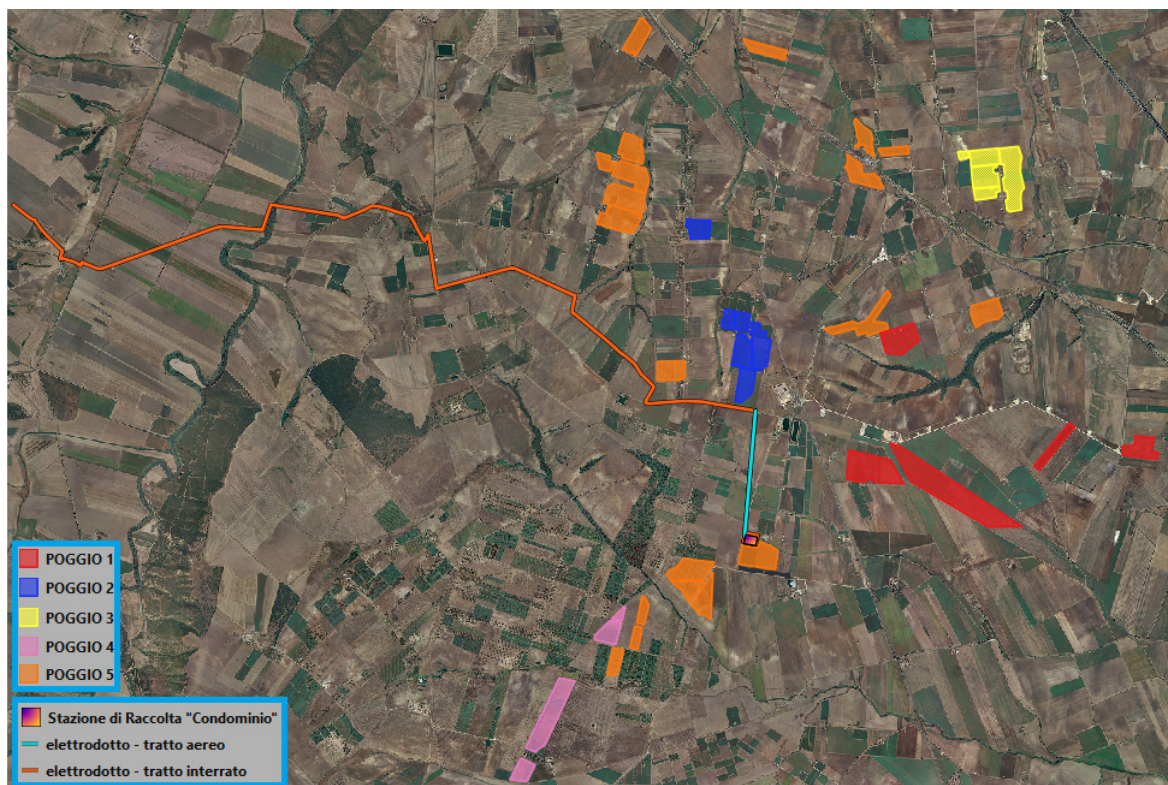 POGGIO 1
POGGIO 2
POGGIO 3
POGGIO 4
POGGIO 5
Stazione di Raccolta "Condominio"
elettrodotto - tratto aereo
elettrodotto - tratto interrato